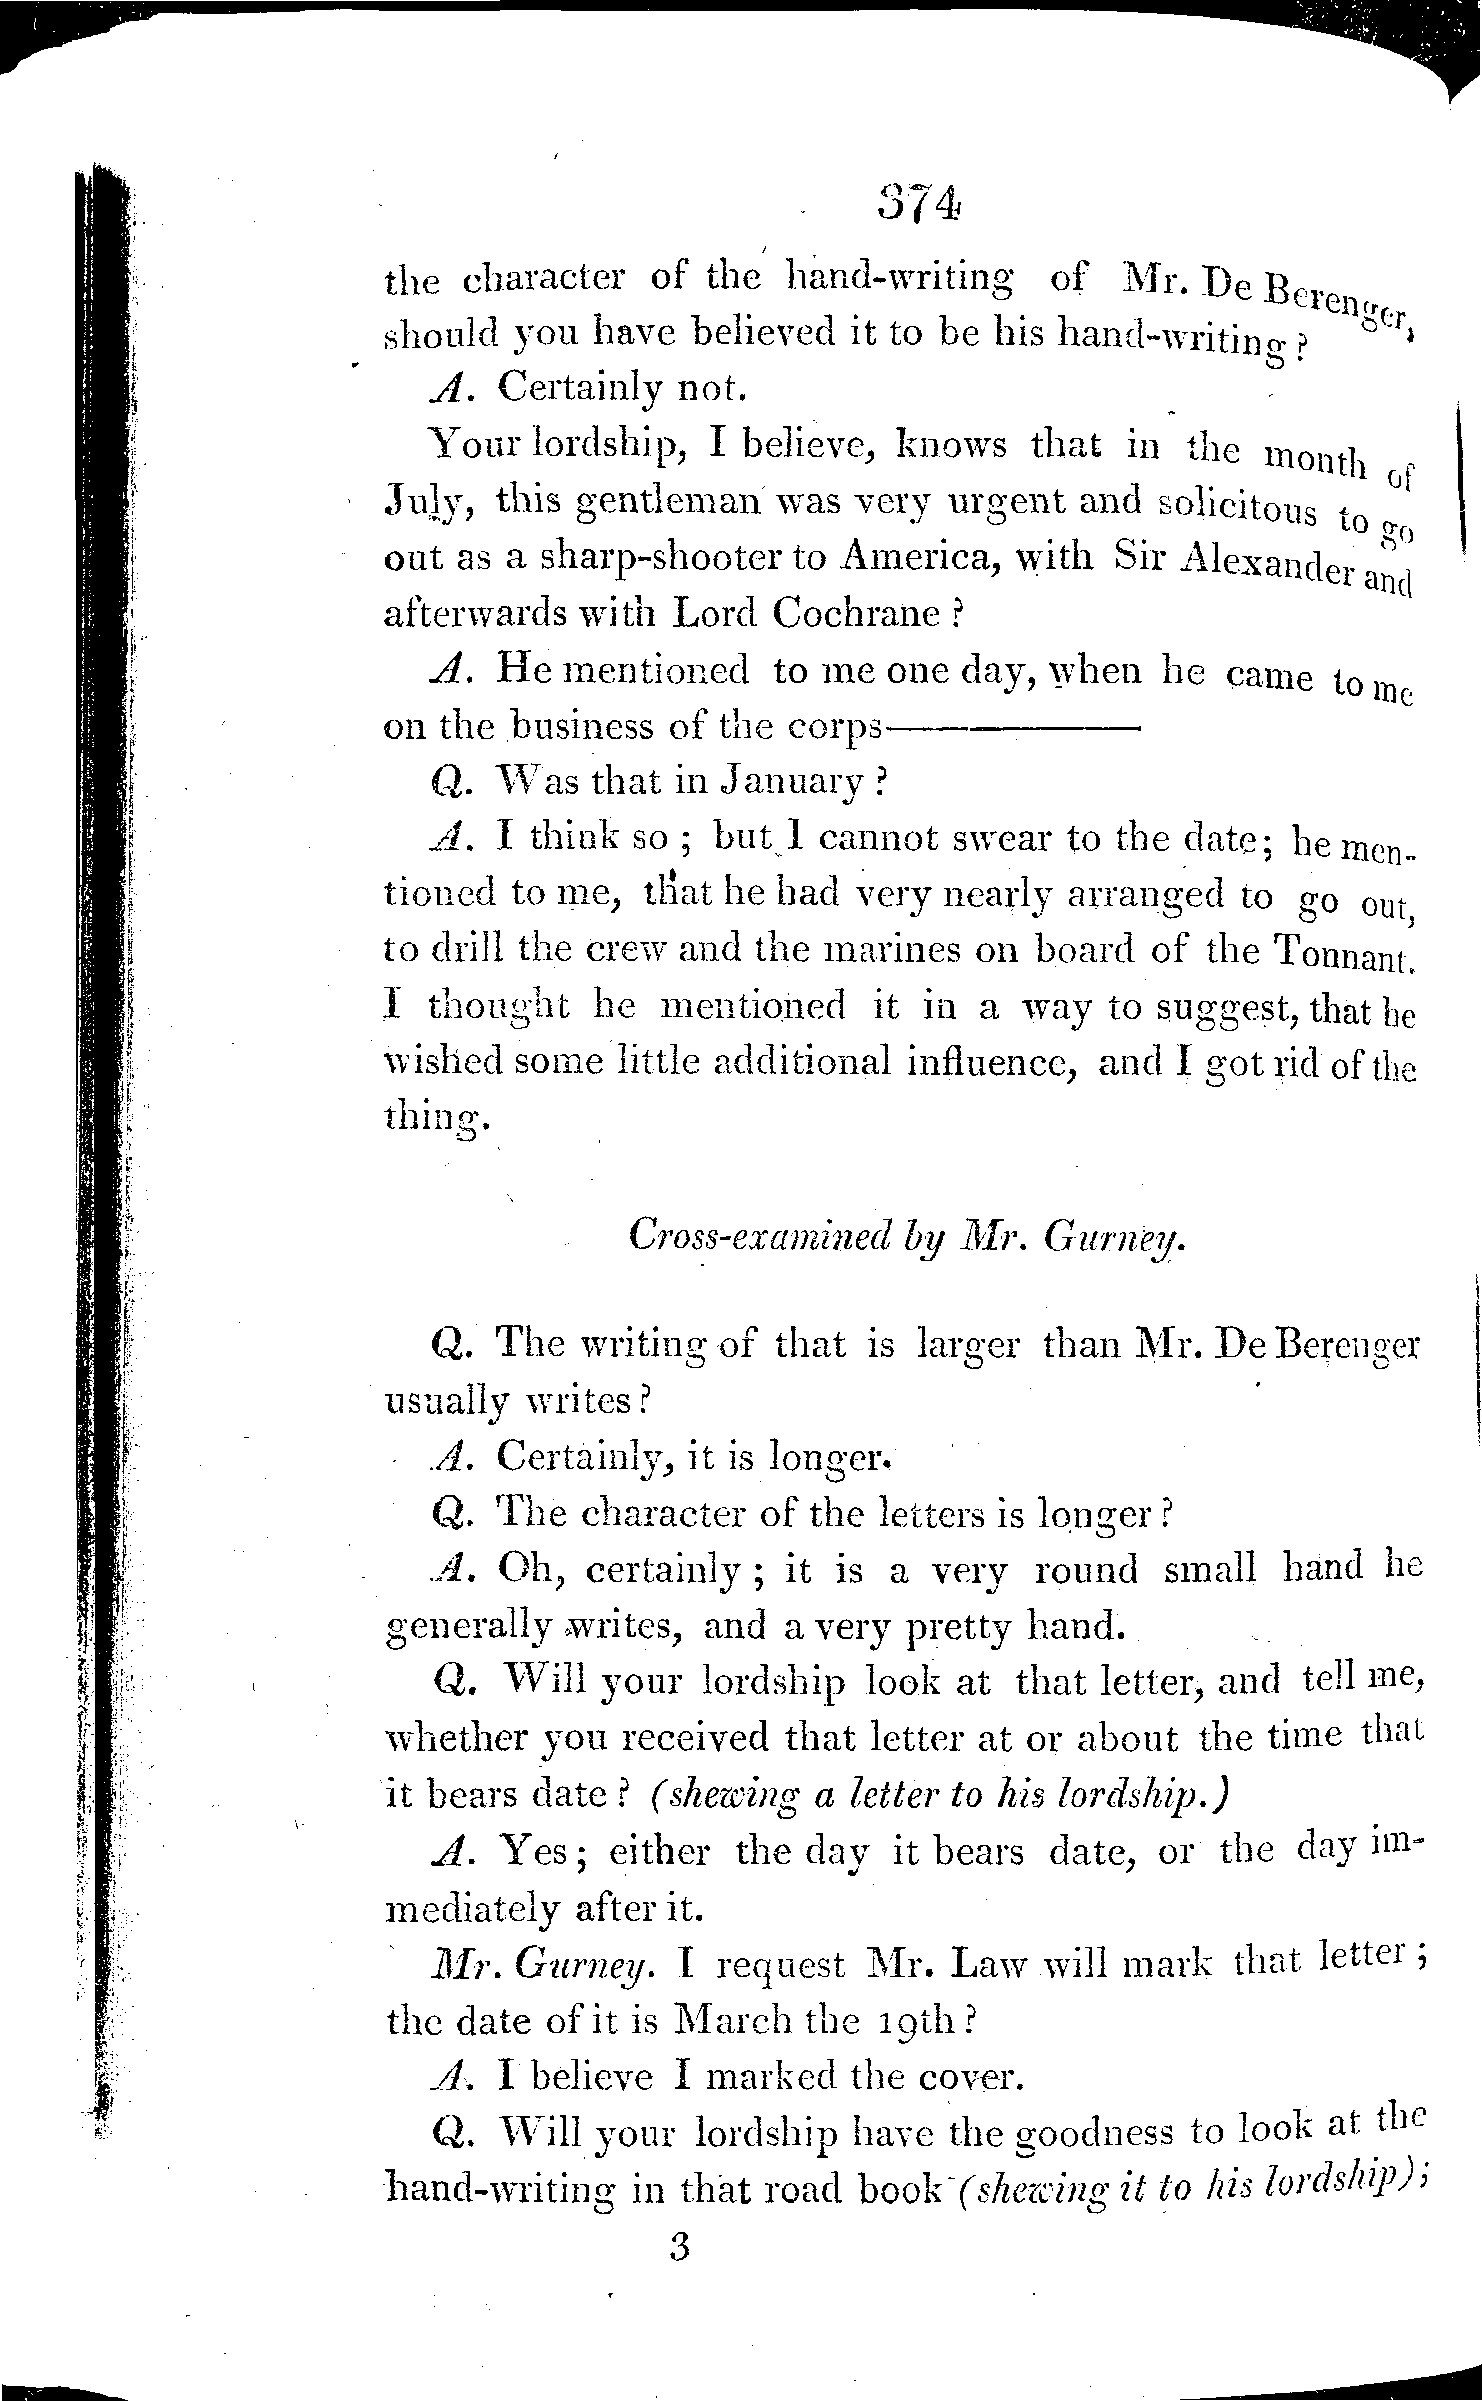 374
the character of the hand-writing of Mr. De Berenger,
should you have believed it to be his hand-writing?
A. Certainly not.
Your lordship, I believe, knows that in the month of
July, this gentleman was very urgent and solicitous to go
out as a sharp-shooter to America, with Sir Alexander and
afterwards with Lord Cochrane?
A. He mentioned to me one day, when he came to me
on the business of the corps————
Q. Was that in January?
A. I think so; but I cannot swear to the date; he men-
tioned to me, that he had very nearly arranged to go out,
to drill the crew and the marines on board of the Tonnant.
I thought he mentioned it in a way to suggest, that he
wished some little additional influence, and I got rid of the
thing.
Cross-examined by Mr. Gurney.
Q. The writing of that is larger than Mr. De Berenger
usually writes?
A. Certainly, it is longer.
Q. The character of the letters is longer?
A. Oh, certainly; it is a very round small hand he
generally writes, and a very pretty hand.
Q. Will your lordship look at that letter, and tell me,
whether you received that letter at or about the time that
it bears date? (shewing a letter to his lordship.)
A. Yes; either the day it bears date, or the day im-
mediately after it.
Mr. Gurney. I request Mr. Law will mark that letter;
the date of it is March the 19th?
A. I believe I marked the cover.
Q. Will your lordship have the goodness to look at the
hand-writing in that road book (shewing it to his lordship);
3